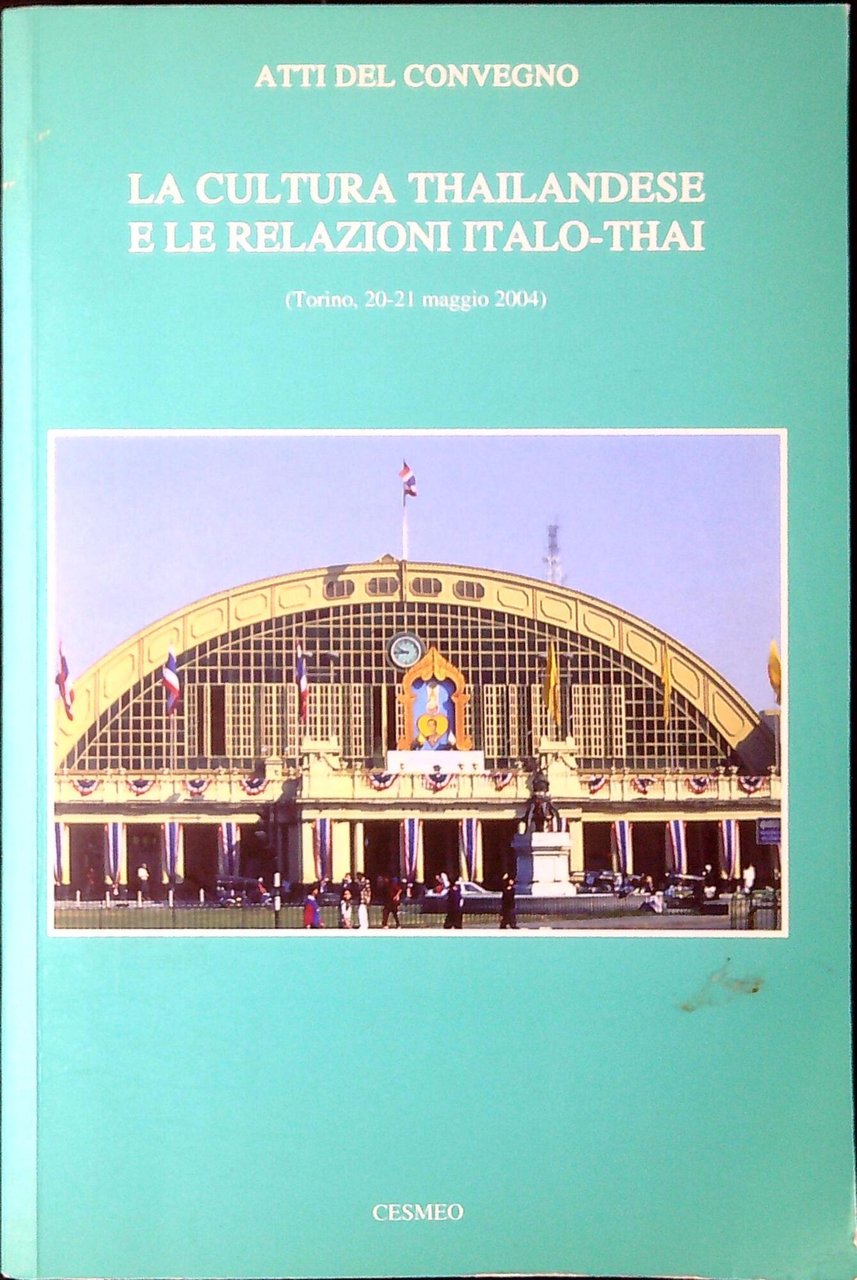 ATTI DEL CONVEGNO
LA CULTURA THAILANDESE
E LE RELAZIONI ITALO-THAI
(Torino, 20-21 maggio 2004)
CESMEO